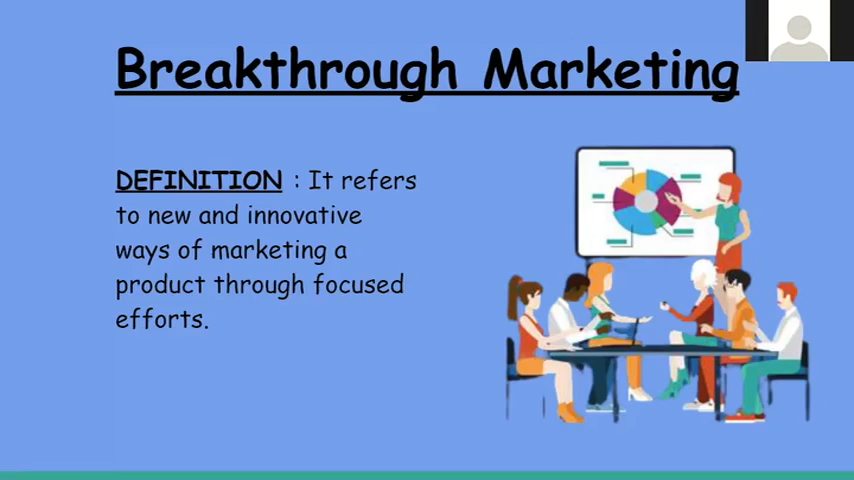 Breakthrough Marketing
DEFINITION : It refers
to new and innovative
ways of marketing a
product through focused
efforts.